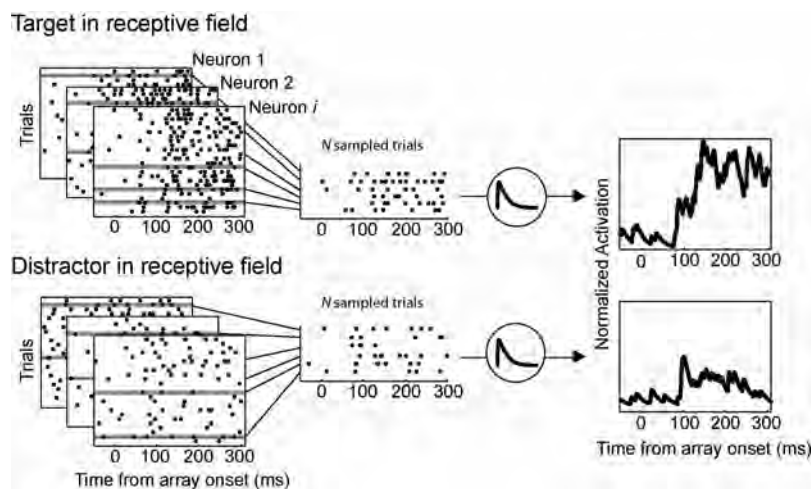 Target in receptive field
Neuron 1
Neuron 2
Neuron i
Trials
N sampled trials
0 100 200 300
0 100 200 300
0 100 200 300
Distractor in receptive field
N sampled trials
Trials
0 100 200 300
0 100 200 300
0 100 200 300
Time from array onset (ms)
Normalized Activation
Time from array onset (ms)